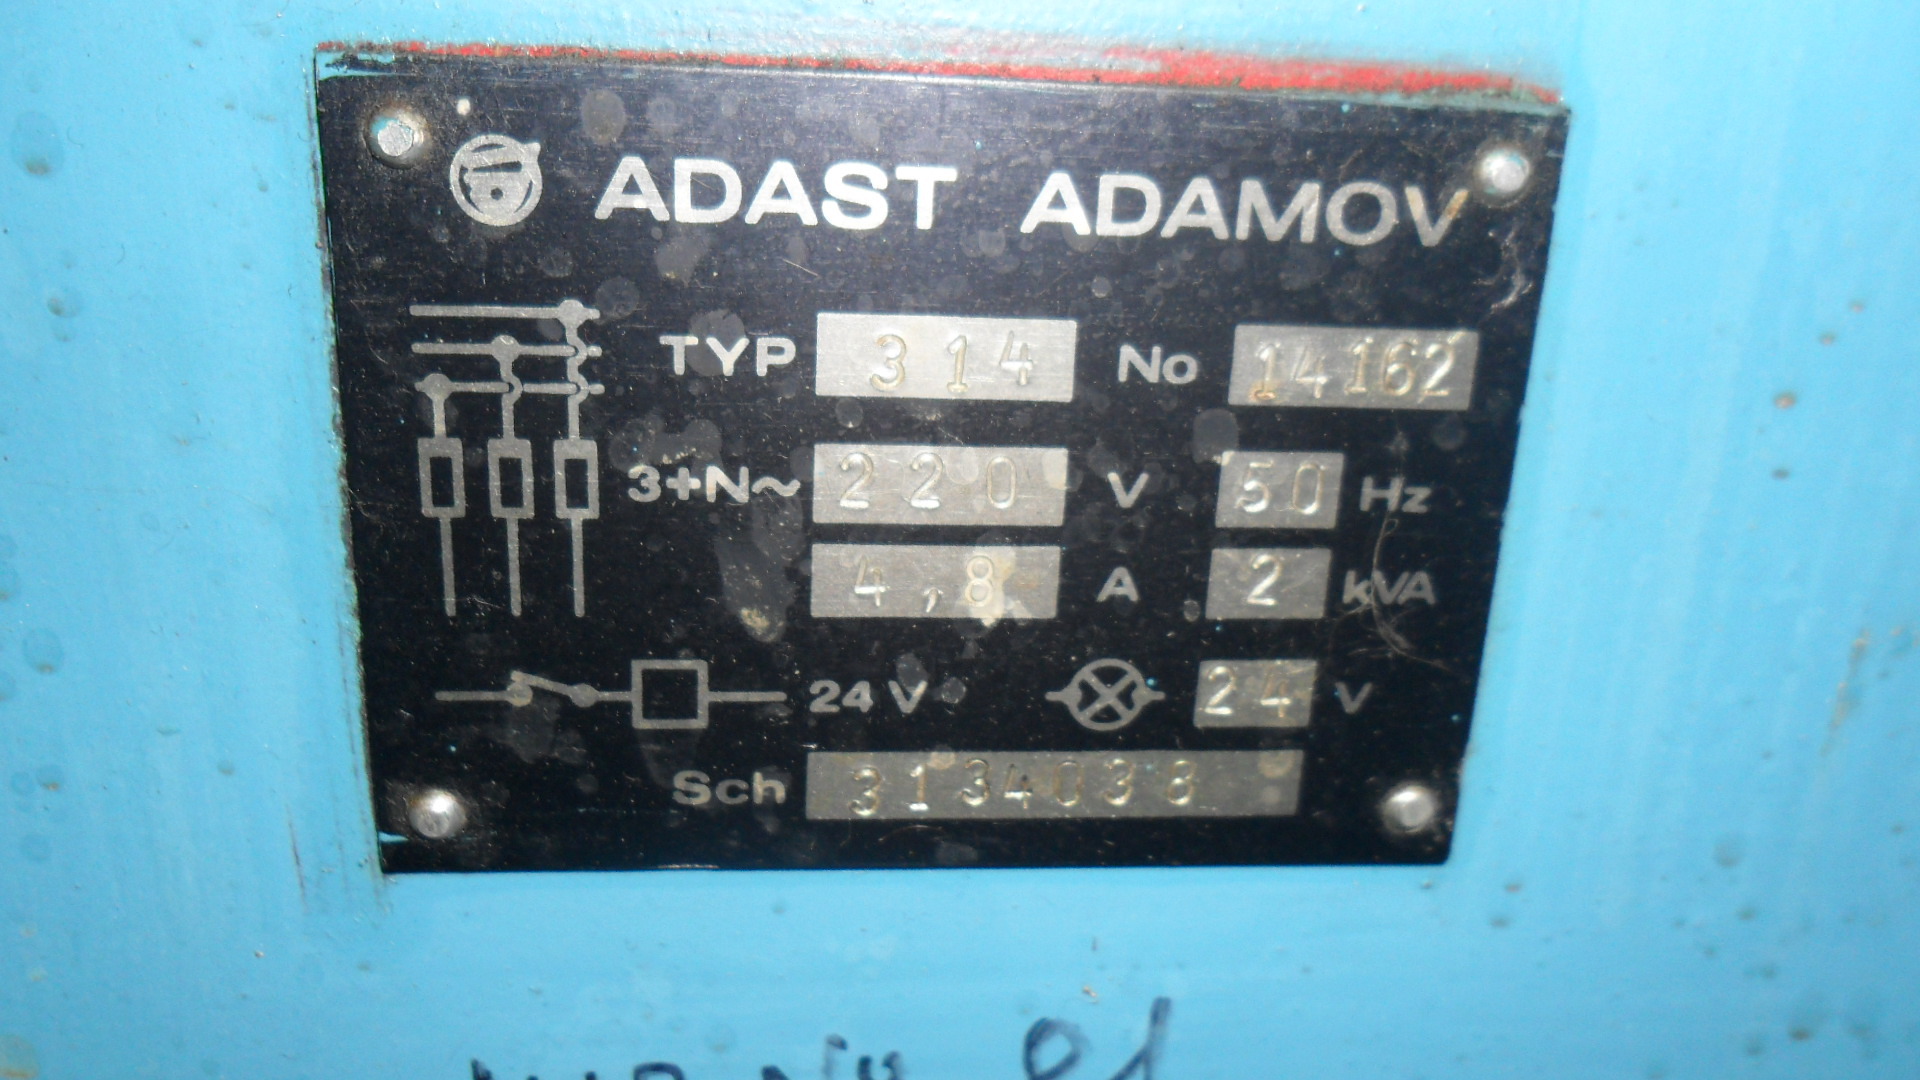 ADAST ADAMOV
TYP 314 No 14162
3+N~ 220 V 50 Hz
4,8 A 2 kVA
24 V 24 V
Sch 3134038